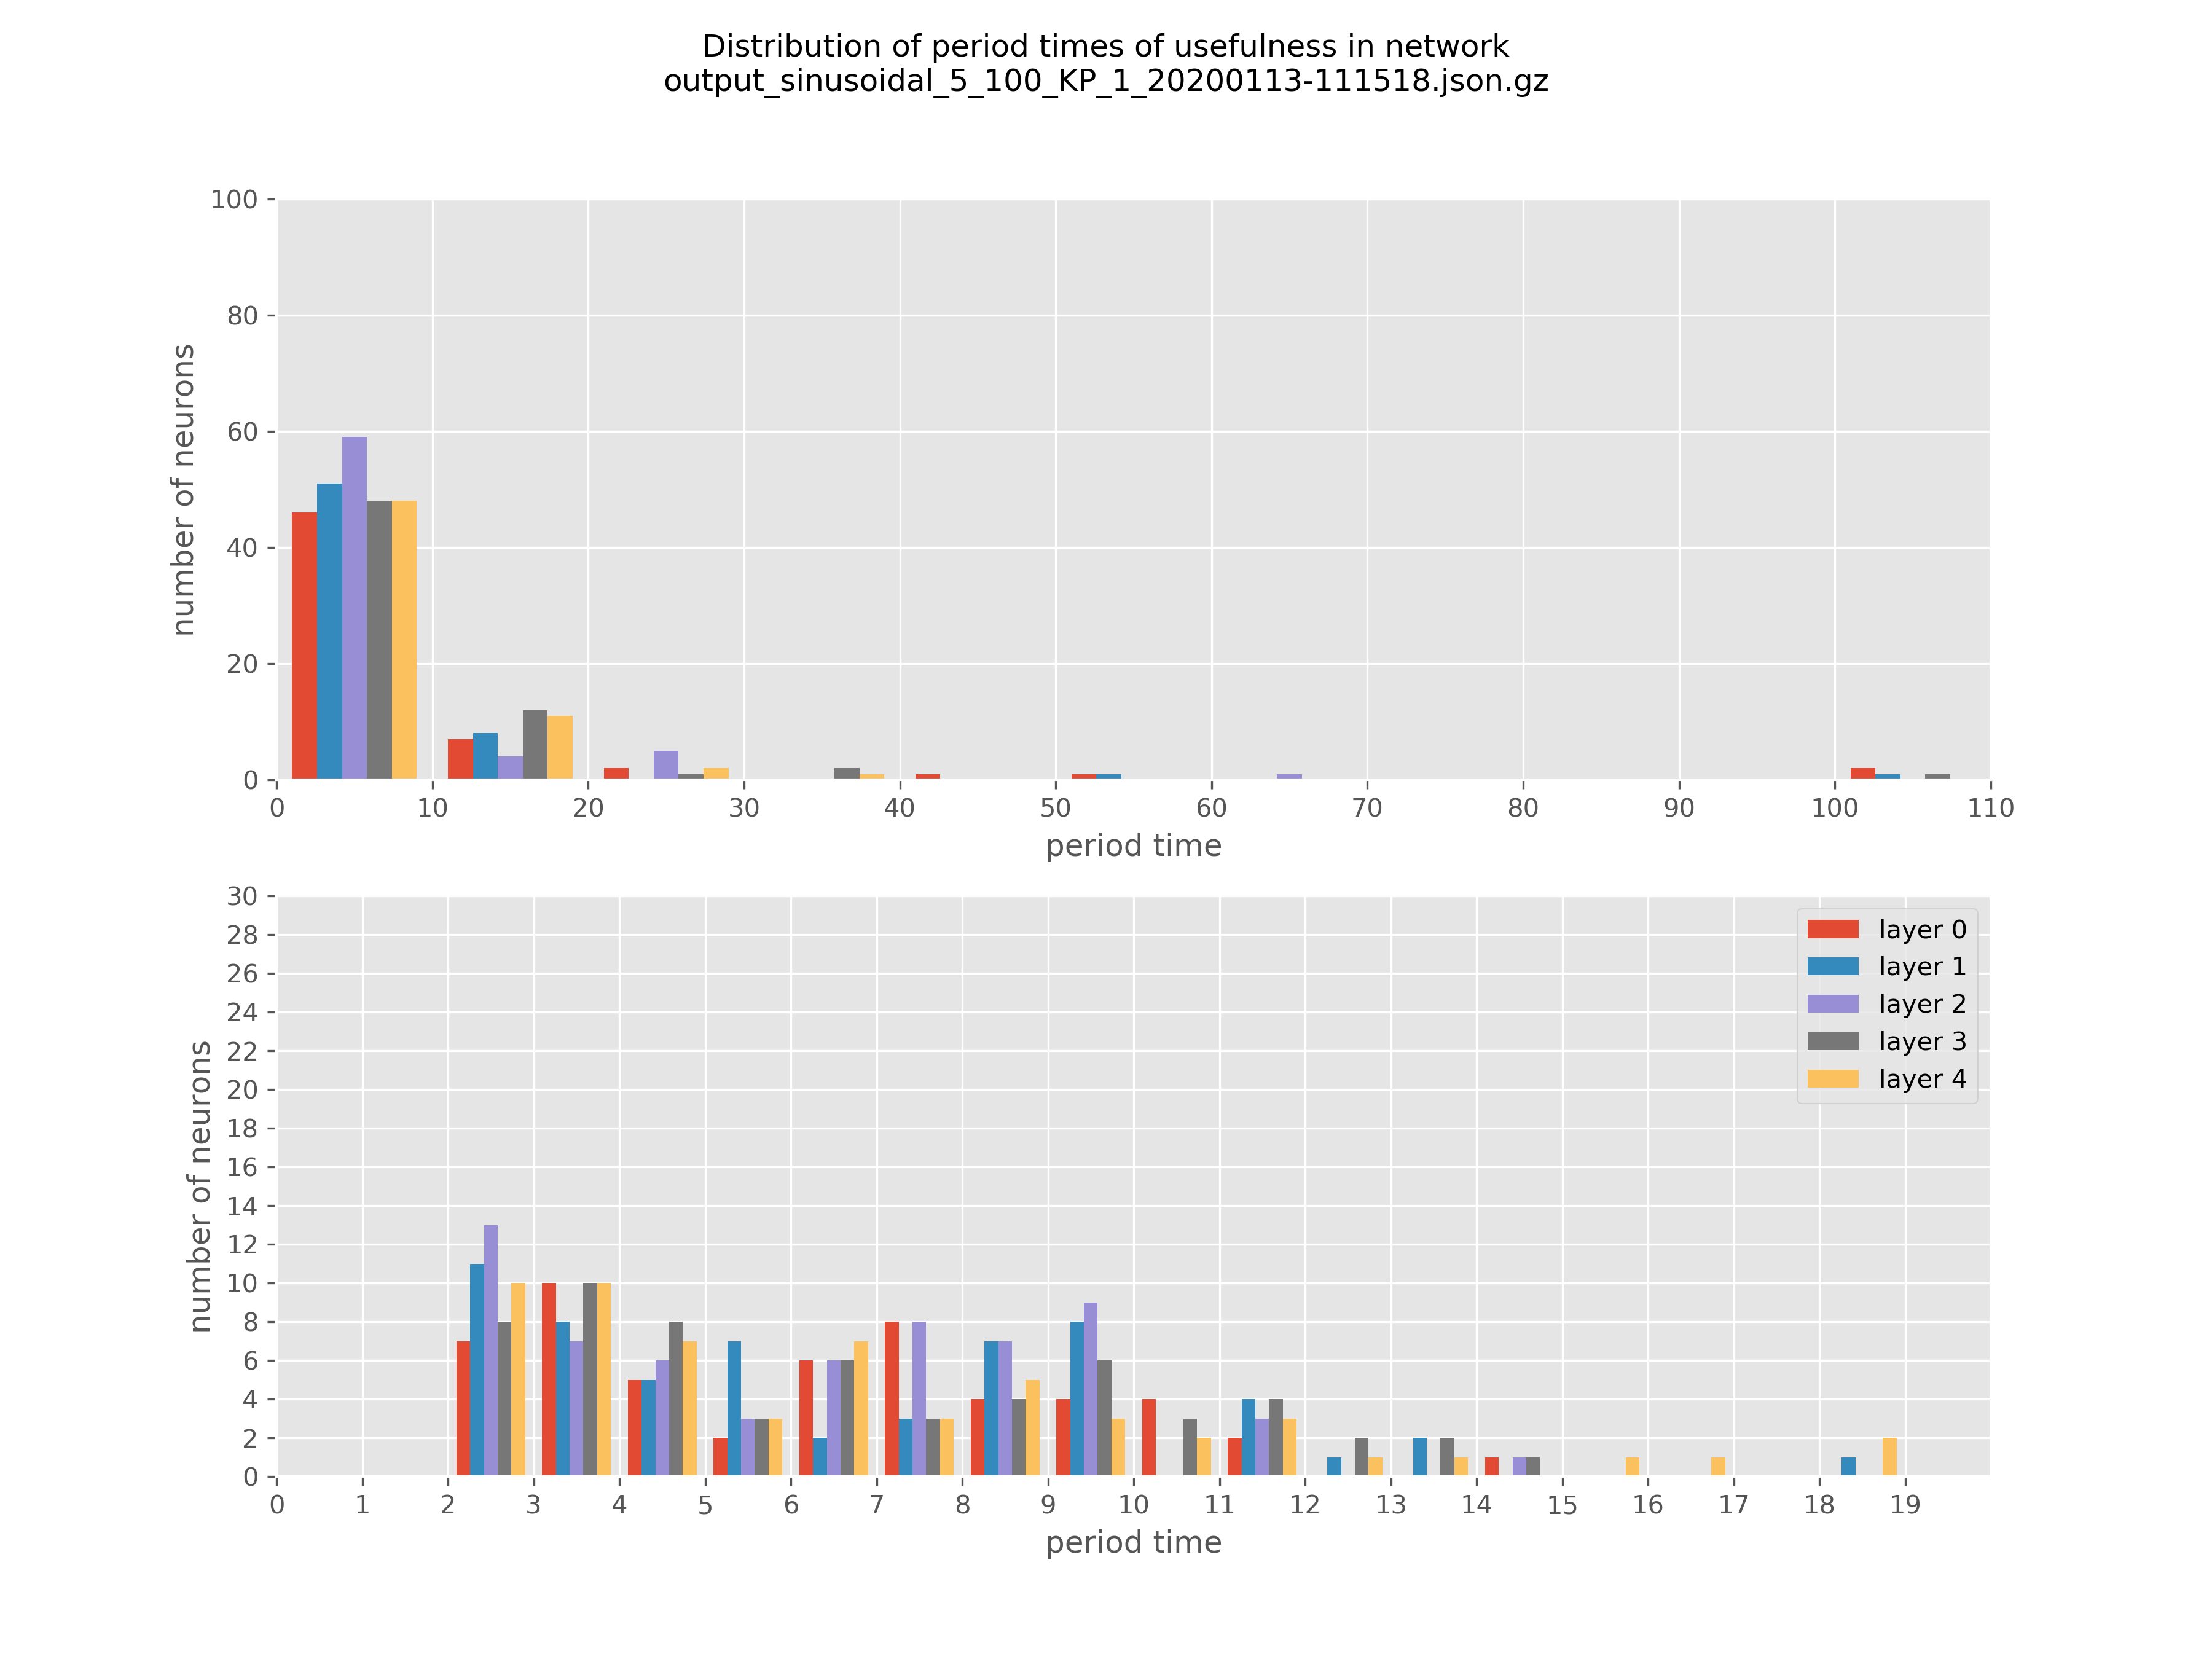 Distribution of period times of usefulness in network
output_sinusoidal_5_100_KP_1_20200113-111518.json.gz
100
80
60
40
20
0
number of neurons
0 10 20 30 40 50 60 70 80 90 100 110
period time
30
28
26
24
22
20
18
16
14
12
10
8
6
4
2
0
number of neurons
layer 0
layer 1
layer 2
layer 3
layer 4
0 1 2 3 4 5 6 7 8 9 10 11 12 13 14 15 16 17 18 19
period time